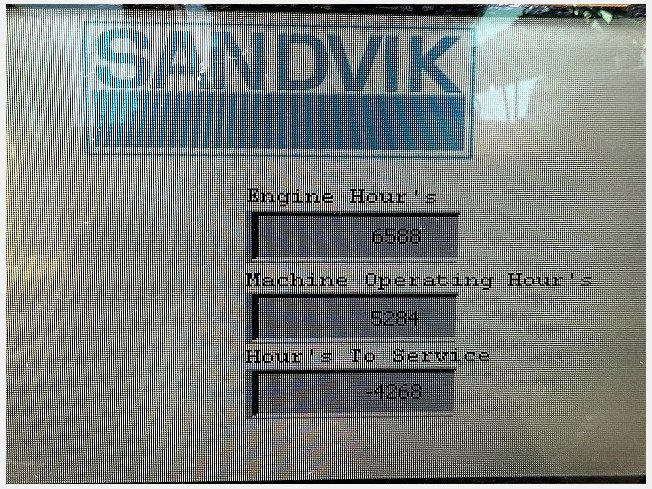 SANDVIK
Engine Hour's
6588
Machine Operating Hour's
5284
Hour's To Service
-4268